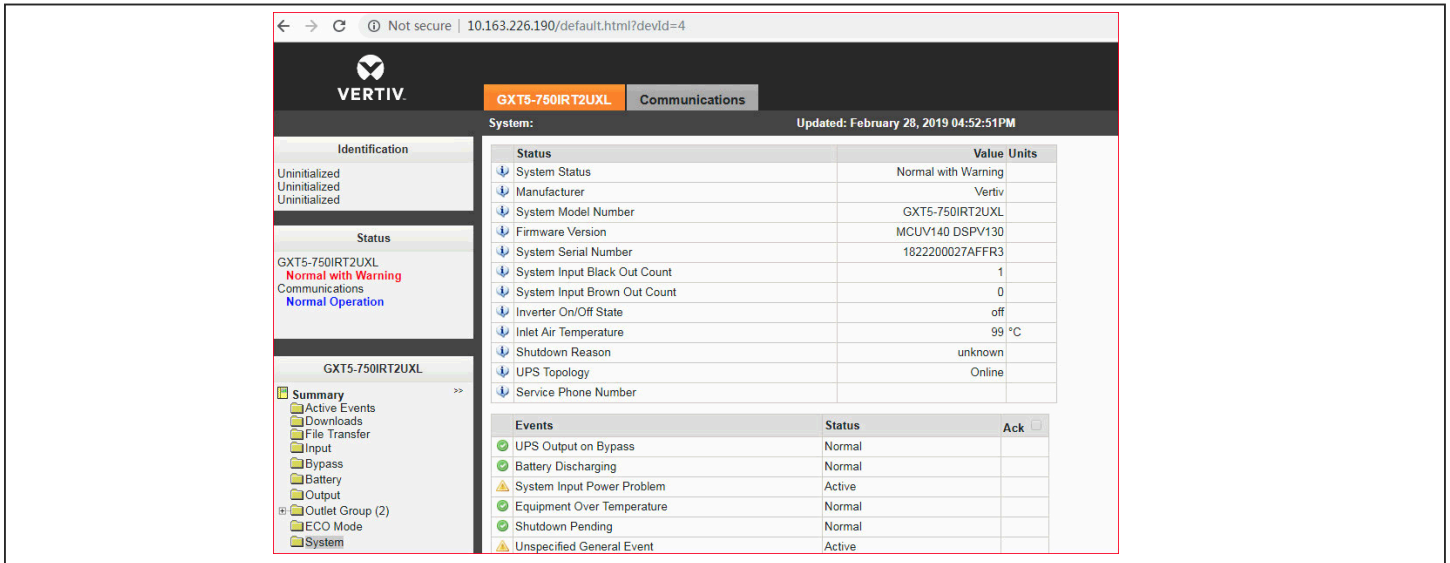 Not secure | 10.163.226.190/default.html?devId=4
VERTIV.
GXT5-750IRT2UXL Communications
System: Updated: February 28, 2019 04:52:51PM
Identification
Uninitialized
Uninitialized
Uninitialized
Status
GXT5-750IRT2UXL
Normal with Warning
Communications
Normal Operation
GXT5-750IRT2UXL
Summary >>
Active Events
Downloads
File Transfer
Input
Bypass
Battery
Output
Outlet Group (2)
ECO Mode
System
Status Value Units
System Status Normal with Warning
Manufacturer Vertiv
System Model Number GXT5-750IRT2UXL
Firmware Version MCUV140 DSPV130
System Serial Number 1822200027AFFR3
System Input Black Out Count 1
System Input Brown Out Count 0
Inverter On/Off State off
Inlet Air Temperature 99 °C
Shutdown Reason unknown
UPS Topology Online
Service Phone Number
Events Status Ack
UPS Output on Bypass Normal
Battery Discharging Normal
System Input Power Problem Active
Equipment Over Temperature Normal
Shutdown Pending Normal
Unspecified General Event Active